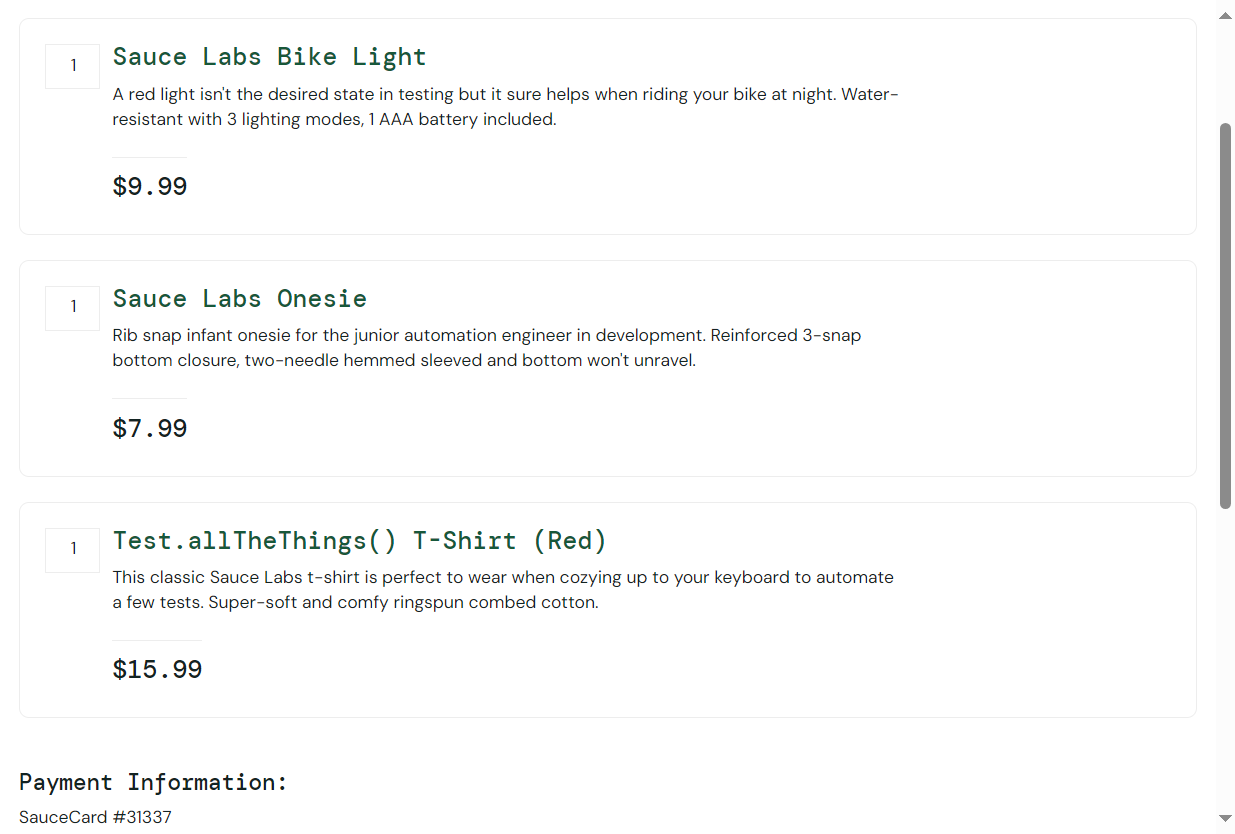 1
Sauce Labs Bike Light
A red light isn't the desired state in testing but it sure helps when riding your bike at night. Water-
resistant with 3 lighting modes, 1 AAA battery included.
$9.99
1
Sauce Labs Onesie
Rib snap infant onesie for the junior automation engineer in development. Reinforced 3-snap
bottom closure, two-needle hemmed sleeved and bottom won't unravel.
$7.99
1
Test.allTheThings() T-Shirt (Red)
This classic Sauce Labs t-shirt is perfect to wear when cozying up to your keyboard to automate
a few tests. Super-soft and comfy ringspun combed cotton.
$15.99
Payment Information:
SauceCard #31337